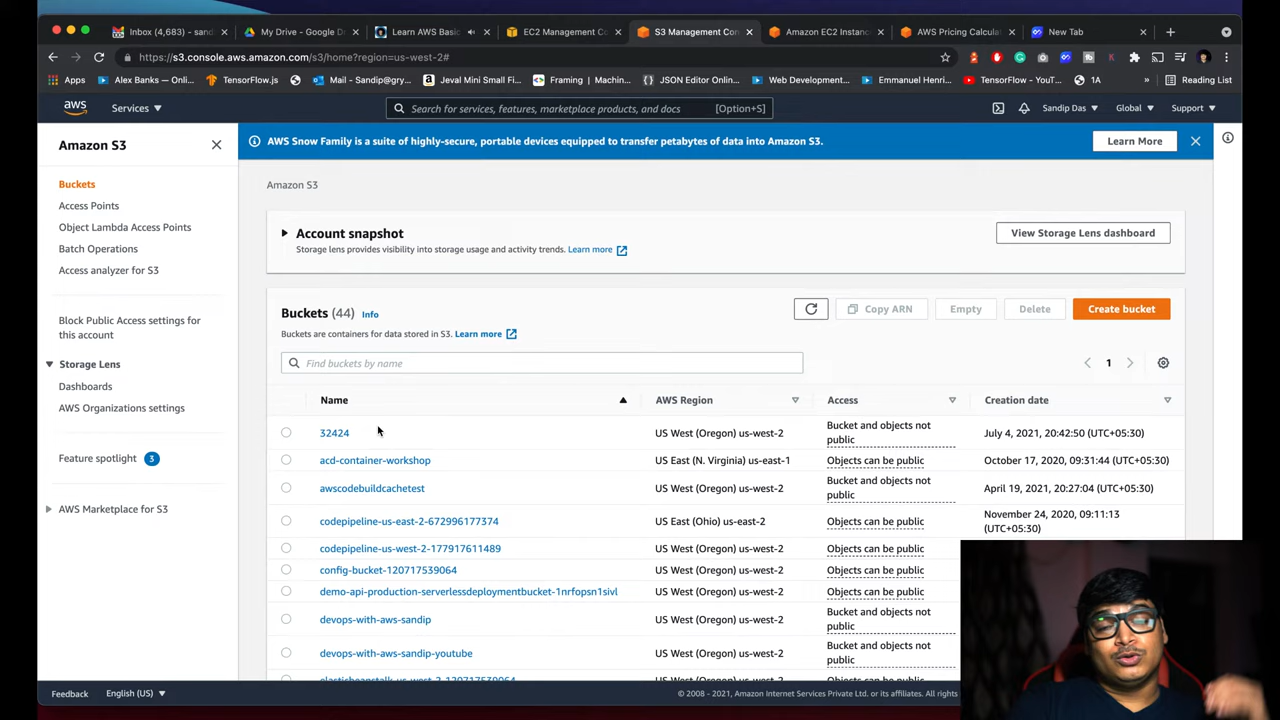 Inbox (4,683) - sand
My Drive - Google D
Learn AWS Basic
EC2 Management Co
S3 Management Con
Amazon EC2 Instanc
AWS Pricing Calcula
New Tab
https://s3.console.aws.amazon.com/s3/home?region=us-west-2#
Apps
Alex Banks — Onli...
TensorFlow.js
Mail - Sandip@gry...
Jeval Mini Small Fi...
Framing | Machin...
JSON Editor Onlin...
Web Development...
Emmanuel Henri...
TensorFlow - YouT...
1A
»
Reading List
aws
Services
Search for services, features, marketplace products, and docs
[Option+S]
Sandip Das
Global
Support
Amazon S3
AWS Snow Family is a suite of highly-secure, portable devices equipped to transfer petabytes of data into Amazon S3.
Learn More
Buckets
Access Points
Object Lambda Access Points
Batch Operations
Access analyzer for S3
Block Public Access settings for
this account
Storage Lens
Dashboards
AWS Organizations settings
Feature spotlight 3
AWS Marketplace for S3
Amazon S3
Account snapshot
Storage lens provides visibility into storage usage and activity trends. Learn more
View Storage Lens dashboard
Buckets (44) Info
Buckets are containers for data stored in S3. Learn more
Copy ARN
Empty
Delete
Create bucket
Find buckets by name
1
Name
AWS Region
Access
Creation date
32424
US West (Oregon) us-west-2
Bucket and objects not
public
July 4, 2021, 20:42:50 (UTC+05:30)
acd-container-workshop
US East (N. Virginia) us-east-1
Objects can be public
October 17, 2020, 09:31:44 (UTC+05:30)
awscodebuildcachetest
US West (Oregon) us-west-2
Bucket and objects not
public
April 19, 2021, 20:27:04 (UTC+05:30)
codepipeline-us-east-2-672996177374
US East (Ohio) us-east-2
Objects can be public
November 24, 2020, 09:11:13
(UTC+05:30)
codepipeline-us-west-2-177917611489
US West (Oregon) us-west-2
Objects can be public
config-bucket-120717539064
US West (Oregon) us-west-2
Objects can be public
demo-api-production-serverlessdeploymentbucket-1nrfopsn1sivl
US West (Oregon) us-west-2
Objects can be public
devops-with-aws-sandip
US West (Oregon) us-west-2
Bucket and objects not
public
devops-with-aws-sandip-youtube
US West (Oregon) us-west-2
Bucket and objects not
public
elasticbeanstalk-us-west-2-120717539064
US West (Oregon) us-west-2
Objects can be public
Feedback
English (US)
© 2008 - 2021, Amazon Internet Services Private Ltd. or its affiliates. All rights